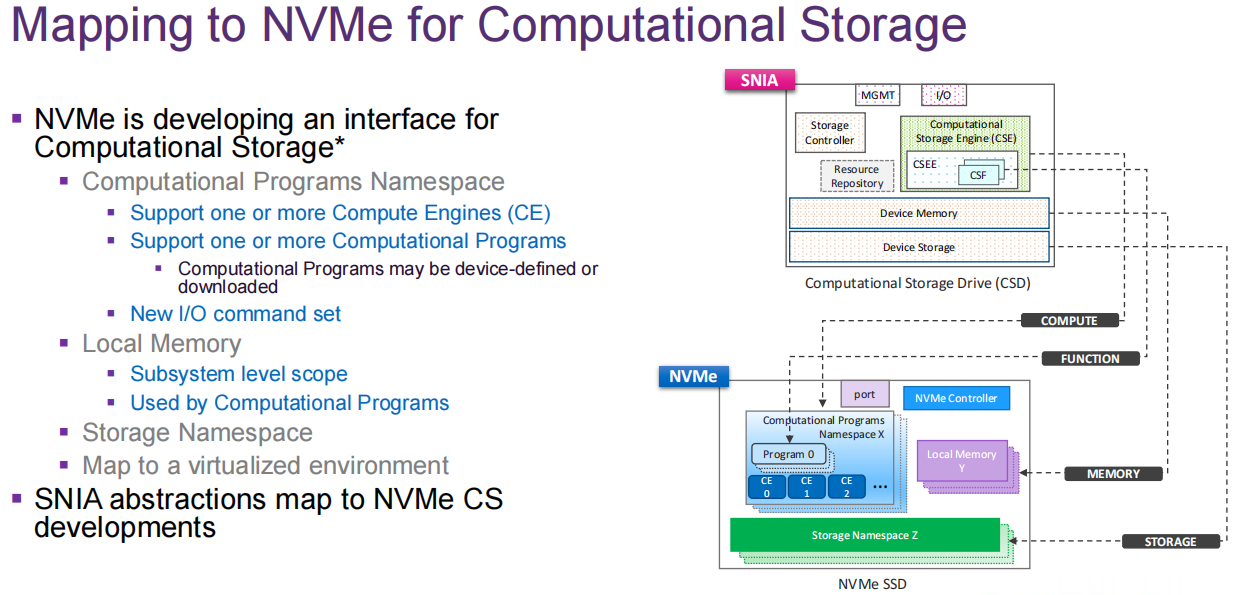 Mapping to NVMe for Computational Storage
NVMe is developing an interface for
Computational Storage*
Computational Programs Namespace
Support one or more Compute Engines (CE)
Support one or more Computational Programs
Computational Programs may be device-defined or
downloaded
New I/O command set
Local Memory
Subsystem level scope
Used by Computational Programs
Storage Namespace
Map to a virtualized environment
SNIA abstractions map to NVMe CS
developments
SNIA
MGMT
I/O
Storage
Controller
Computational
Storage Engine (CSE)
CSEE
CSF
Resource
Repository
Device Memory
Device Storage
Computational Storage Drive (CSD)
COMPUTE
FUNCTION
NVMe
port
NVMe Controller
Computational Programs
Namespace X
Program 0
CE
0
CE
1
CE
2
...
Local Memory
Y
MEMORY
Storage Namespace Z
STORAGE
NVMe SSD